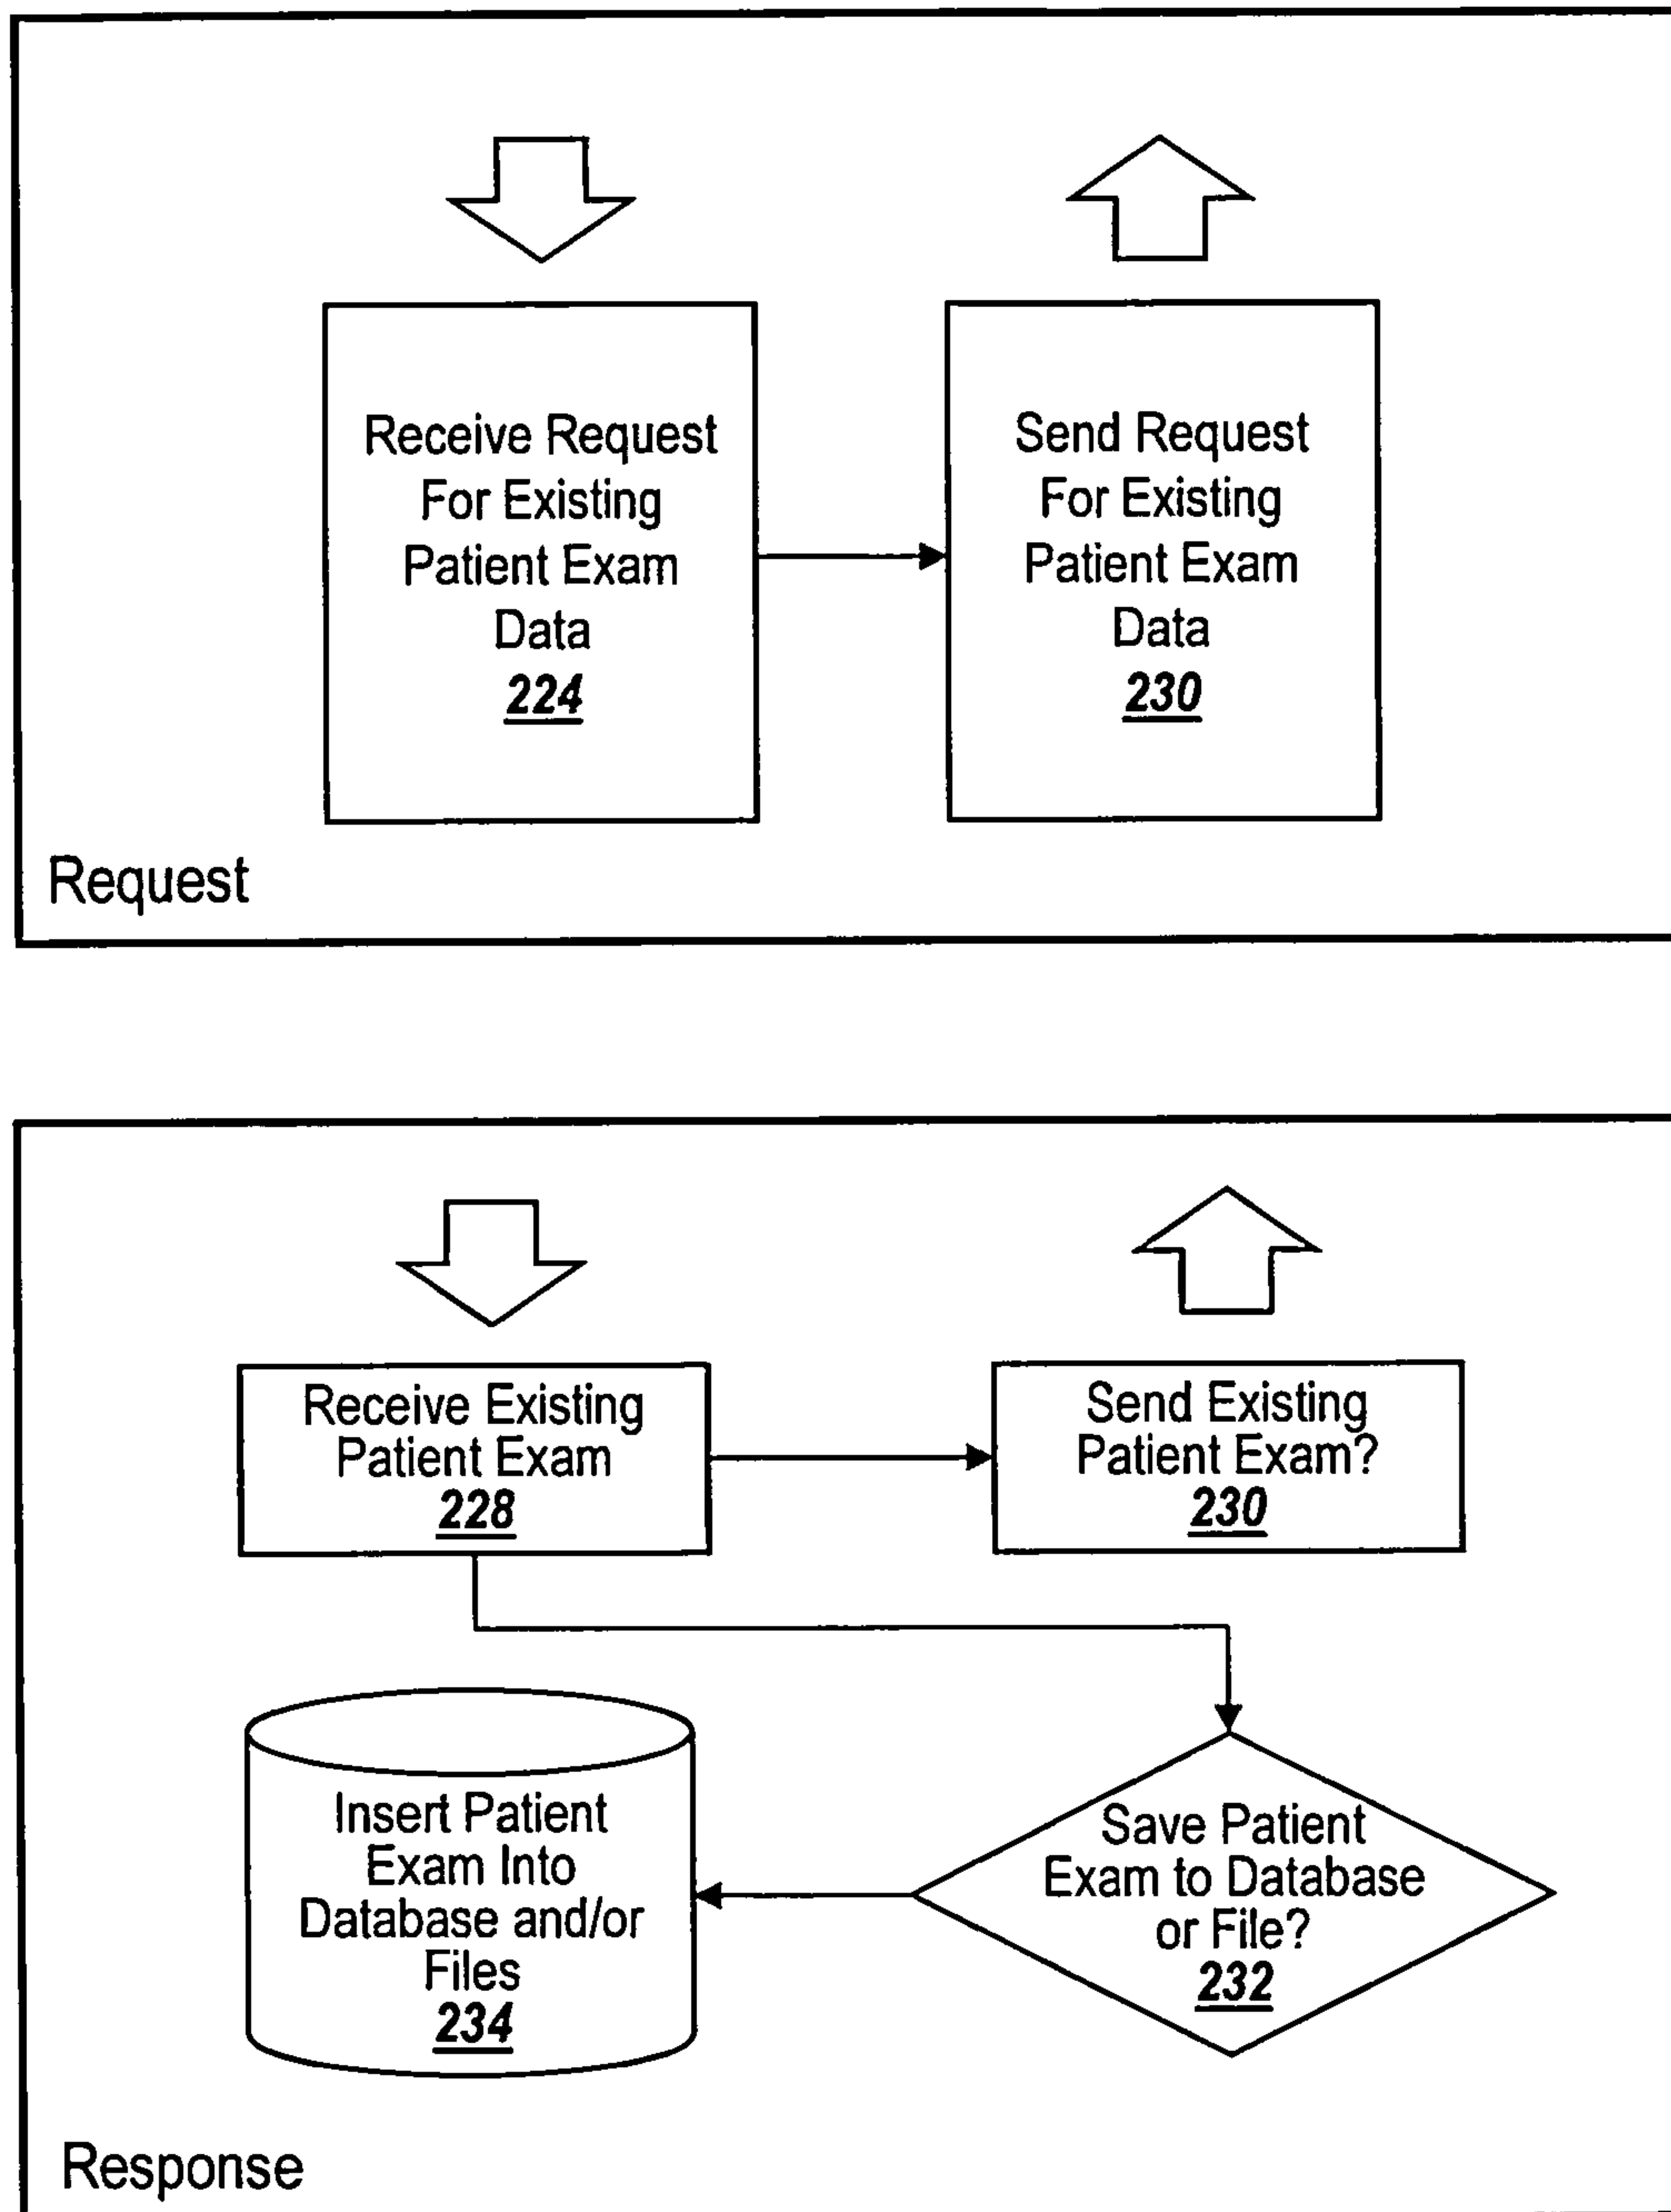 Receive Request
For Existing
Patient Exam
Data
224
Send Request
For Existing
Patient Exam
Data
230
Request
Receive Existing
Patient Exam
228
Send Existing
Patient Exam?
230
Insert Patient
Exam Into
Database and/or
Files
234
Save Patient
Exam to Database
or File?
232
Response